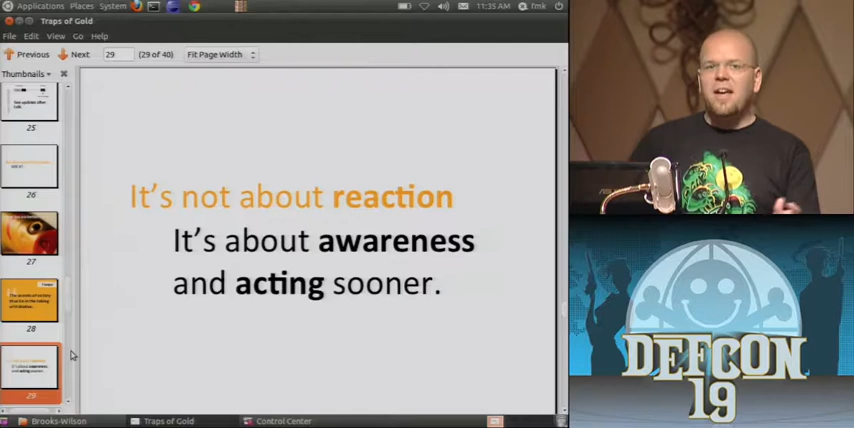 Applications Places System
11:35 AM
fmk
Traps of Gold
File Edit View Go Help
Previous Next 29 (29 of 40) Fit Page Width
Thumbnails
25
26
27
28
29
It's not about reaction
It's about awareness
and acting sooner.
Brooks-Wilson
Traps of Gold
Control Center
DEFCON
19